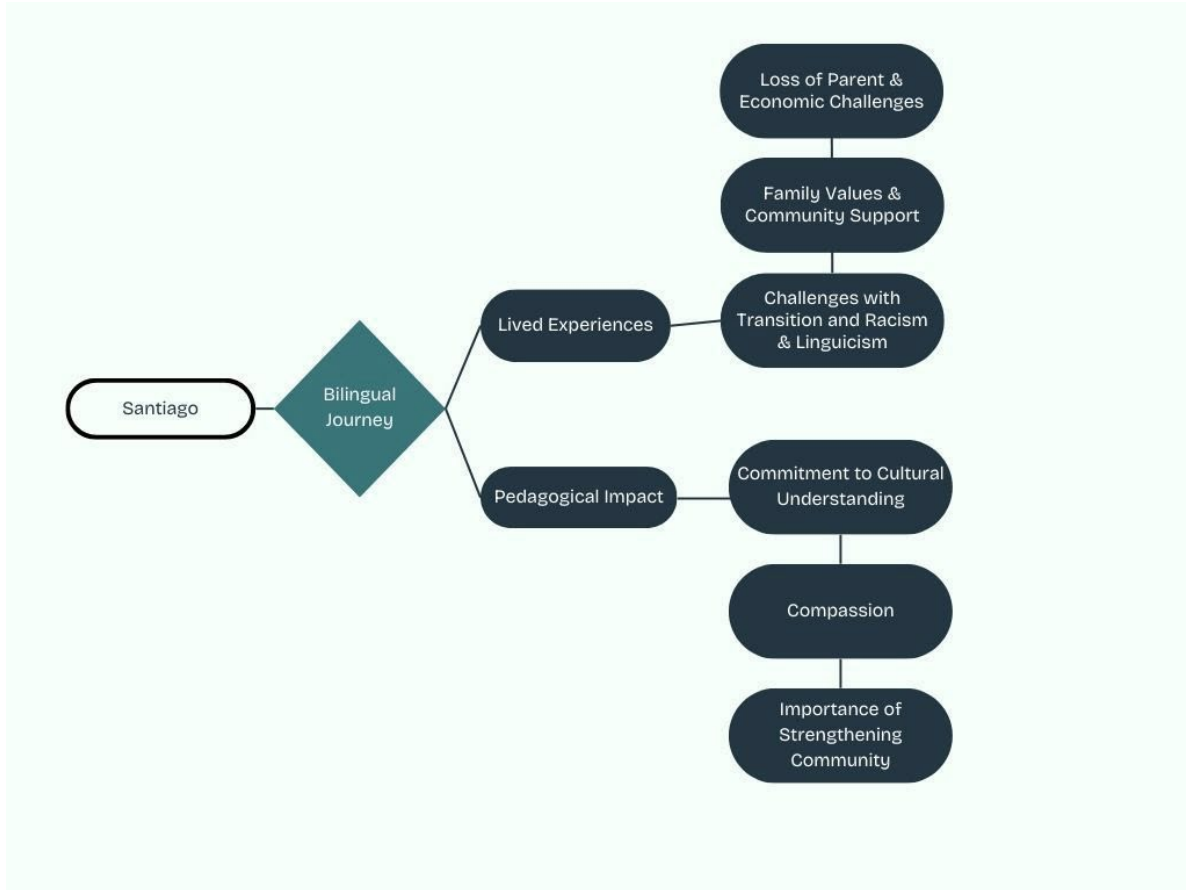 Santiago
Bilingual
Journey
Lived Experiences
Loss of Parent &
Economic Challenges
Family Values &
Community Support
Challenges with
Transition and Racism
& Linguicism
Pedagogical Impact
Commitment to Cultural
Understanding
Compassion
Importance of
Strengthening
Community